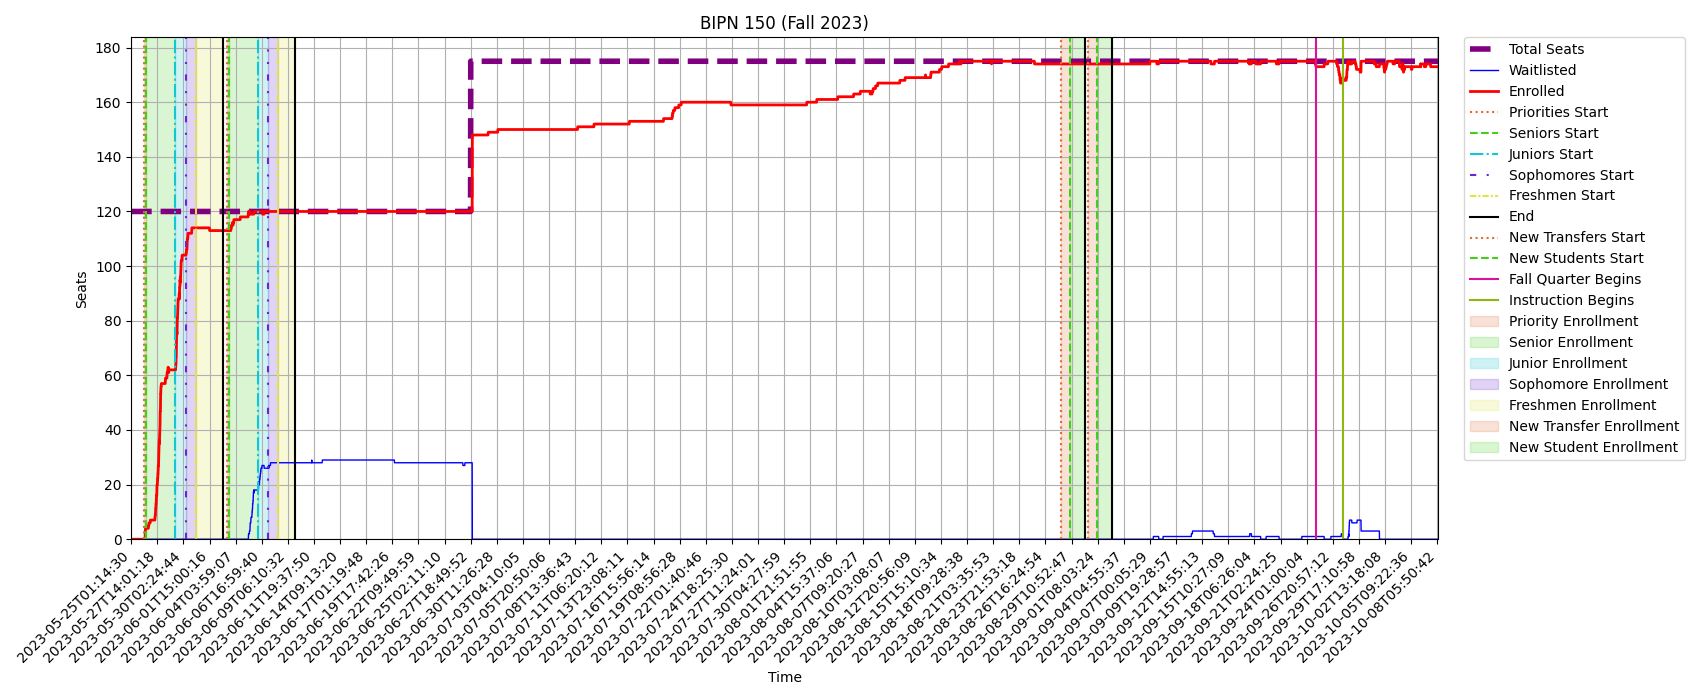 BIPN 150 (Fall 2023)
Seats
180
160
140
120
100
80
60
40
20
0
2023-05-25T01:14:30
2023-05-27T14:01:18
2023-05-30T02:24:44
2023-06-01T15:00:16
2023-06-04T03:59:07
2023-06-06T16:59:40
2023-06-09T06:10:32
2023-06-11T19:37:50
2023-06-14T09:13:20
2023-06-17T01:19:48
2023-06-19T17:42:26
2023-06-22T09:49:59
2023-06-25T02:11:10
2023-06-27T18:49:52
2023-06-30T11:26:28
2023-07-03T04:10:05
2023-07-05T20:50:06
2023-07-08T13:36:43
2023-07-11T06:20:12
2023-07-13T23:08:11
2023-07-16T15:56:14
2023-07-19T08:56:28
2023-07-22T01:40:46
2023-07-24T18:25:30
2023-07-27T11:24:01
2023-07-30T04:27:59
2023-08-01T21:51:55
2023-08-04T15:37:06
2023-08-07T09:20:27
2023-08-10T03:08:07
2023-08-12T20:56:09
2023-08-15T15:10:34
2023-08-18T09:28:38
2023-08-21T03:35:53
2023-08-23T21:53:18
2023-08-26T16:24:54
2023-08-29T10:52:47
2023-09-01T08:03:24
2023-09-04T04:55:37
2023-09-07T00:05:29
2023-09-09T19:28:57
2023-09-12T14:55:13
2023-09-15T10:27:09
2023-09-18T06:26:04
2023-09-21T02:24:25
2023-09-24T01:00:04
2023-09-26T20:57:12
2023-09-29T17:10:58
2023-10-02T13:18:08
2023-10-05T09:22:36
2023-10-08T05:50:42
Time
Total Seats
Waitlisted
Enrolled
Priorities Start
Seniors Start
Juniors Start
Sophomores Start
Freshmen Start
End
New Transfers Start
New Students Start
Fall Quarter Begins
Instruction Begins
Priority Enrollment
Senior Enrollment
Junior Enrollment
Sophomore Enrollment
Freshmen Enrollment
New Transfer Enrollment
New Student Enrollment